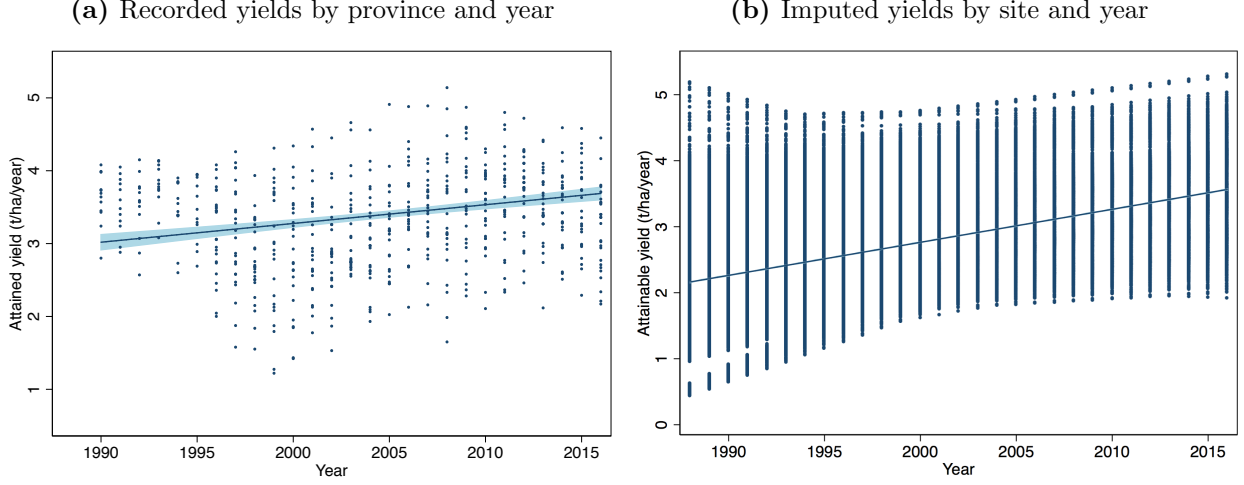 (a) Recorded yields by province and year
Attained yield (t/ha/year)
5
4
3
2
1
1990 1995 2000 2005 2010 2015
Year
(b) Imputed yields by site and year
Attainable yield (t/ha/year)
5
4
3
2
1
0
1990 1995 2000 2005 2010 2015
Year